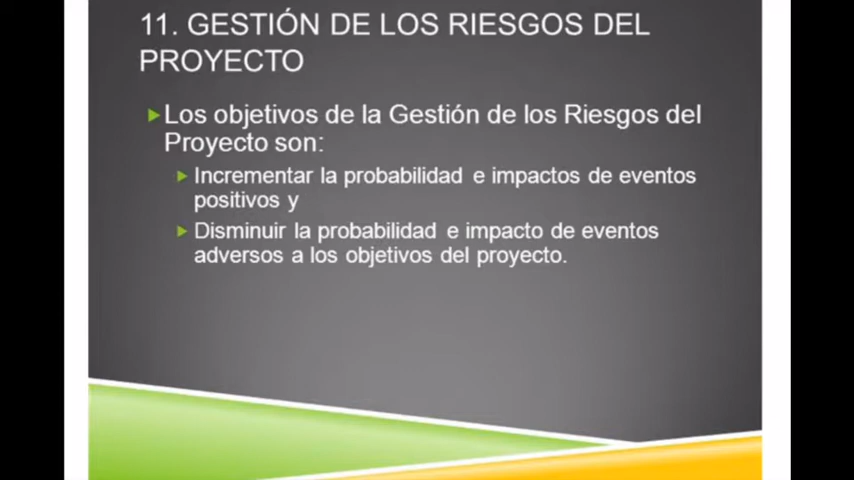 11. GESTIÓN DE LOS RIESGOS DEL
PROYECTO
Los objetivos de la Gestión de los Riesgos del
Proyecto son:
Incrementar la probabilidad e impactos de eventos
positivos y
Disminuir la probabilidad e impacto de eventos
adversos a los objetivos del proyecto.